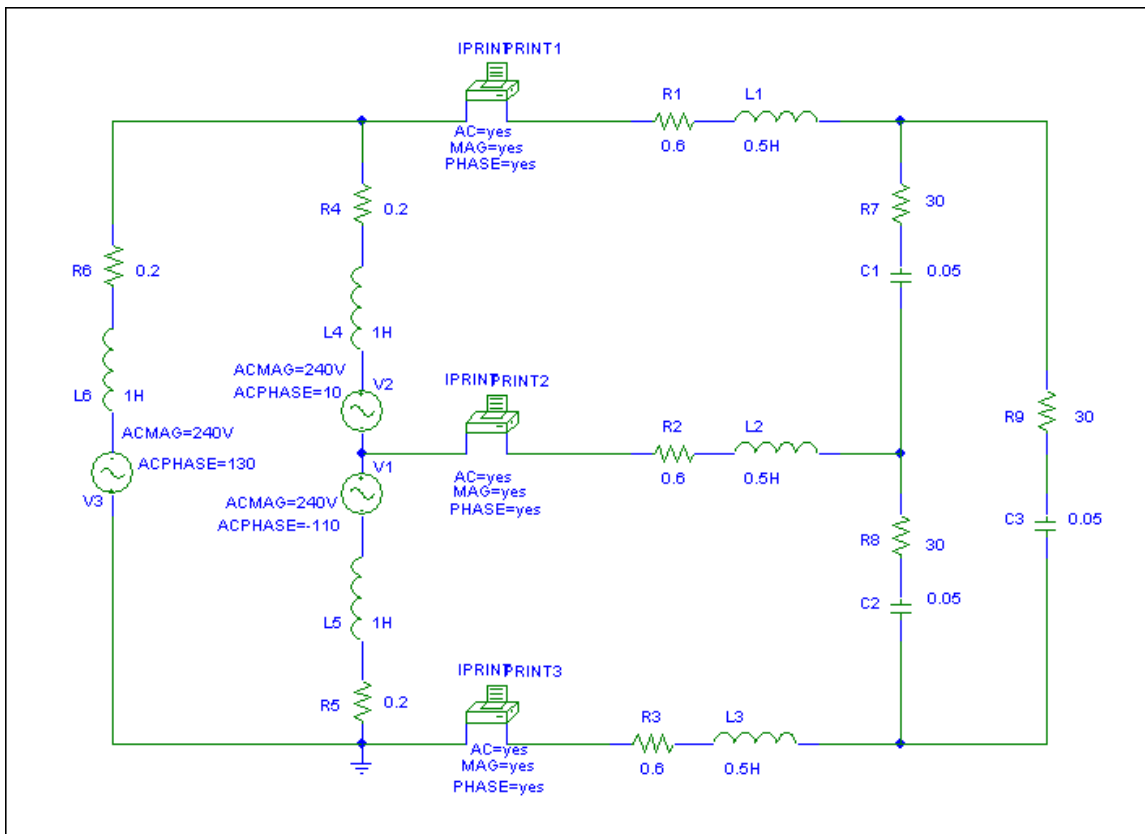 IPRINTPRINT1
R1
L1
AC=yes
MAG=yes
PHASE=yes
0.6
0.5H
R4
0.2
R7
30
R6
0.2
C1
0.05
L4
1H
L6
1H
ACMAG=240V
ACPHASE=10
V2
IPRINTPRINT2
R2
L2
R9
30
ACMAG=240V
ACPHASE=130
V3
V1
ACMAG=240V
ACPHASE=-110
AC=yes
MAG=yes
PHASE=yes
0.6
0.5H
R8
30
C3
0.05
C2
0.05
L5
1H
IPRINTPRINT3
R5
0.2
R3
L3
AC=yes
MAG=yes
PHASE=yes
0.6
0.5H